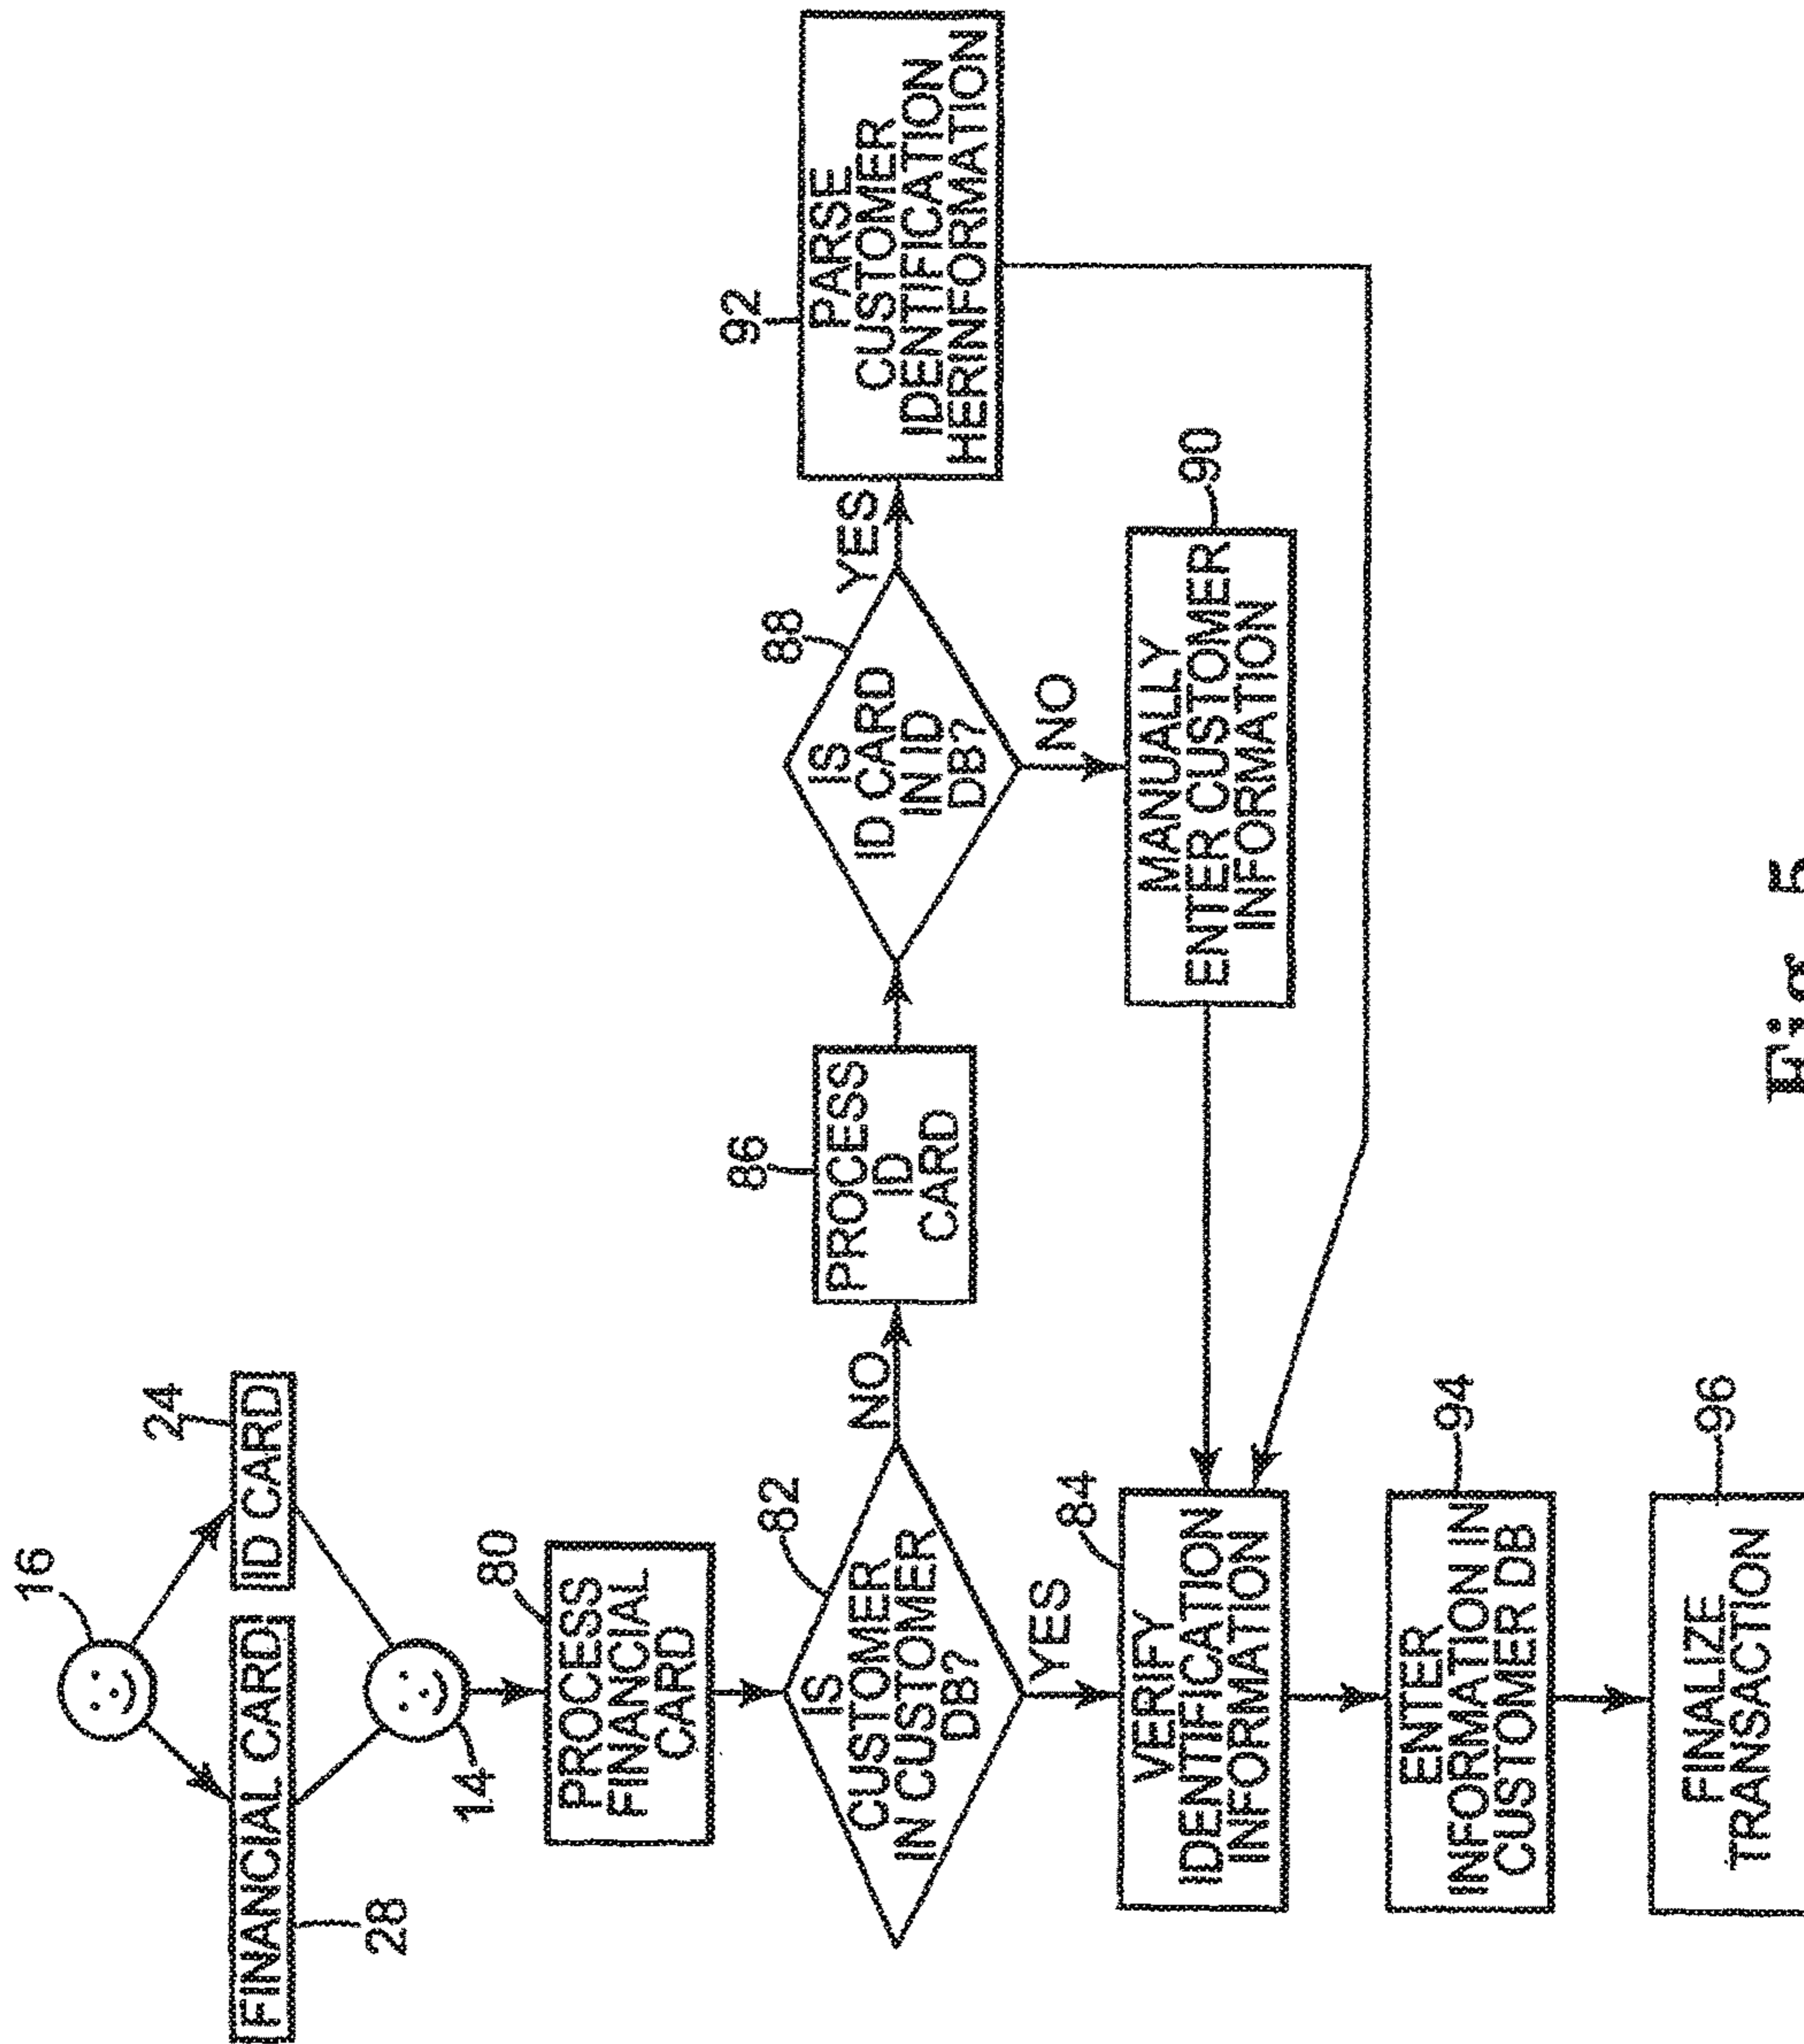 16
24
FINANCIAL CARD
ID CARD
28
14
80
PROCESS
FINANCIAL
CARD
82
IS
CUSTOMER
IN CUSTOMER
DB?
NO
YES
86
PROCESS
ID
CARD
88
IS
ID CARD
IN ID
DB?
YES
NO
92
PARSE
CUSTOMER
IDENTIFICATION
HERINFORMATION
90
MANUALLY
ENTER CUSTOMER
INFORMATION
84
VERIFY
IDENTIFICATION
INFORMATION
94
ENTER
INFORMATION IN
CUSTOMER DB
96
FINALIZE
TRANSACTION
Fig. 5